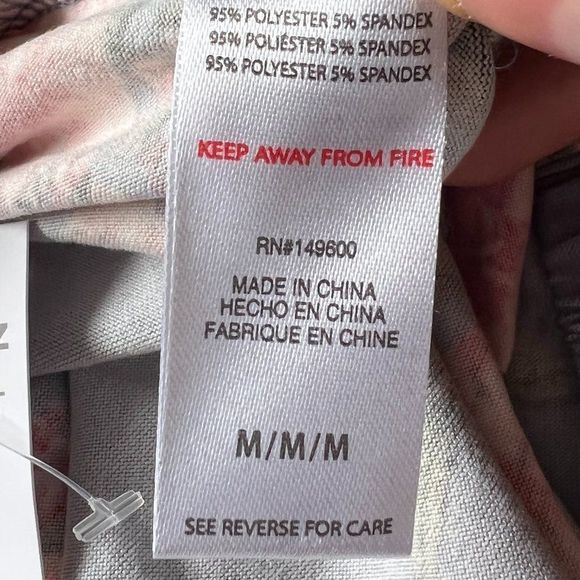 95% POLYESTER 5% SPANDEX
95% POLIÉSTER 5% SPANDEX
95% POLYESTER 5% SPANDEX
KEEP AWAY FROM FIRE
RN#149600
MADE IN CHINA
HECHO EN CHINA
FABRIQUE EN CHINE
M/M/M
SEE REVERSE FOR CARE